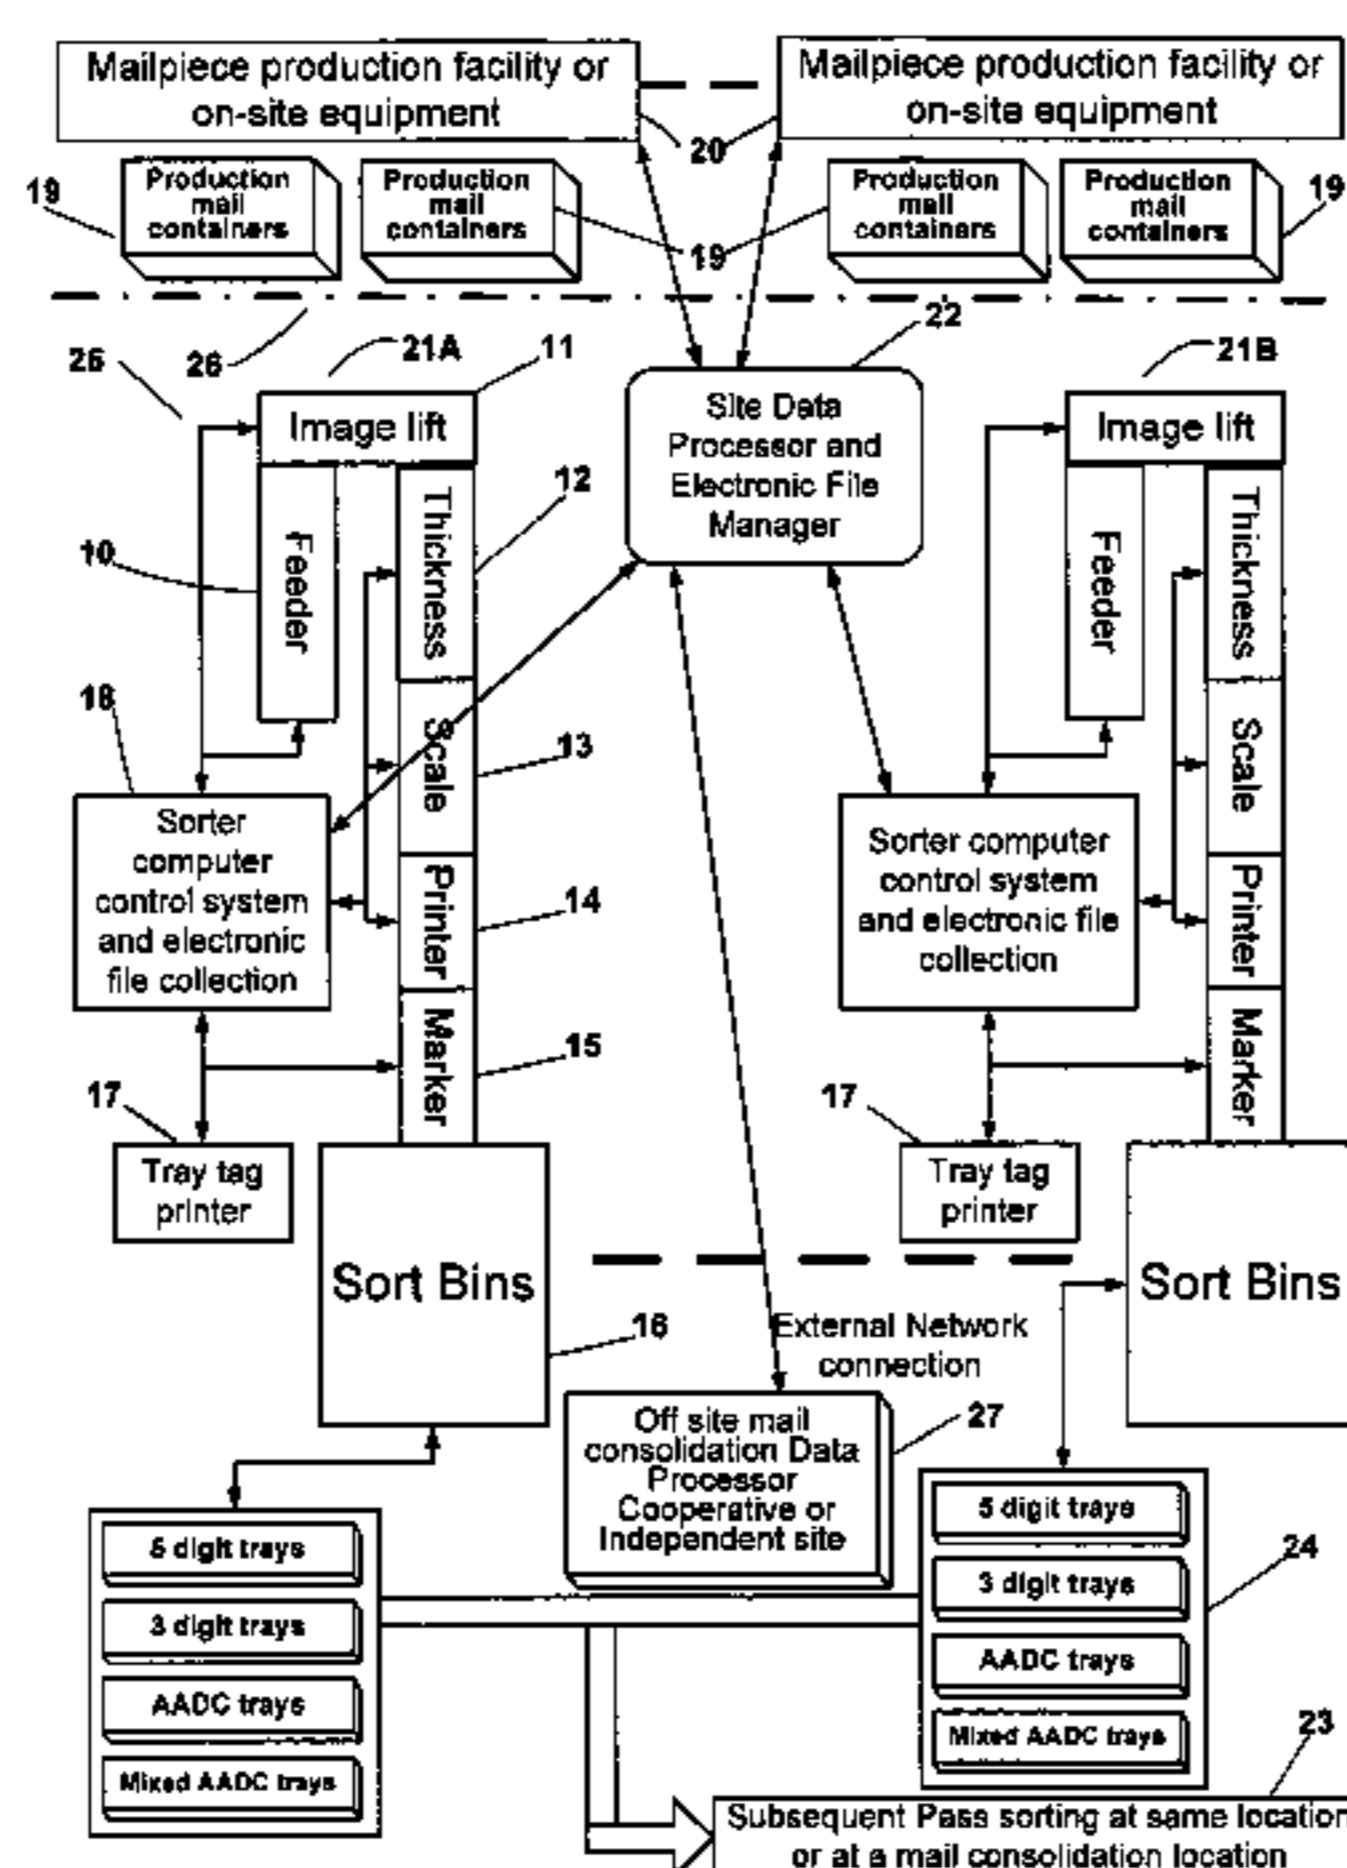 Mailpiece production facility or
on-site equipment
Mailpiece production facility or
on-site equipment
20
19
Production
mail
containers
Production
mail
containers
19
Production
mail
containers
Production
mail
containers
19
25
26
21A
11
22
21B
Image lift
Site Data
Processor and
Electronic File
Manager
Image lift
10
Feeder
Thickness
12
Feeder
Thickness
18
Scale
13
Scale
Sorter
computer
control system
and electronic
file collection
Printer
14
Sorter computer
control system
and electronic file
collection
Printer
Marker
15
Marker
17
Tray tag
printer
17
Tray tag
printer
Sort Bins
16
Sort Bins
External Network
connection
Off site mail
consolidation Data
Processor
Cooperative or
Independent site
27
5 digit trays
3 digit trays
AADC trays
Mixed AADC trays
5 digit trays
3 digit trays
AADC trays
Mixed AADC trays
24
23
Subsequent Pass sorting at same location
or at a mail consolidation location